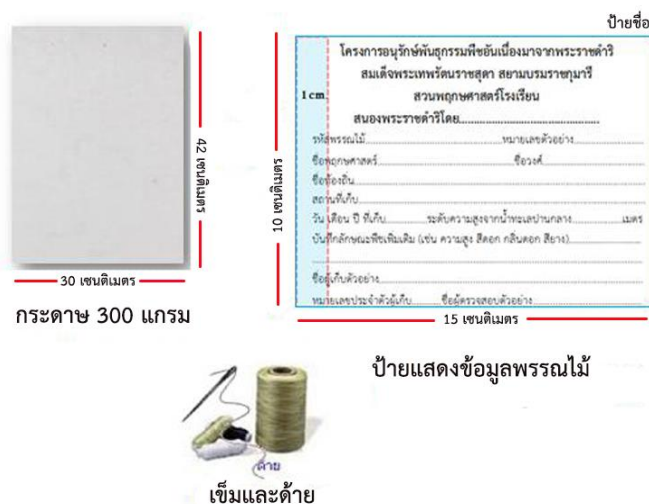 ป้ายชื่อ
โครงการอนุรักษ์พันธุกรรมพืชอันเนื่องมาจากพระราชดำริ
สมเด็จพระเทพรัตนราชสุดา สยามบรมราชกุมารี
1 cm. สวนพฤกษศาสตร์โรงเรียน
สนองพระราชดำริโดย
รหัสพรรณไม้ หมายเลขตัวอย่าง
ชื่อพฤกษศาสตร์ ชื่อวงศ์
ชื่อท้องถิ่น
สถานที่เก็บ
วัน เดือน ปี ที่เก็บ ระดับความสูงจากน้ำทะเลปานกลาง เมตร
บันทึกลักษณะพืชเพิ่มเติม (เช่น ความสูง สีดอก กลิ่นดอก สียาง)
ชื่อผู้เก็บตัวอย่าง
หมายเลขประจำตัวผู้เก็บ ชื่อผู้ตรวจสอบตัวอย่าง
42 เซนติเมตร
10 เซนติเมตร
30 เซนติเมตร
15 เซนติเมตร
กระดาษ 300 แกรม
ป้ายแสดงข้อมูลพรรณไม้
ด้าย
เข็มและด้าย